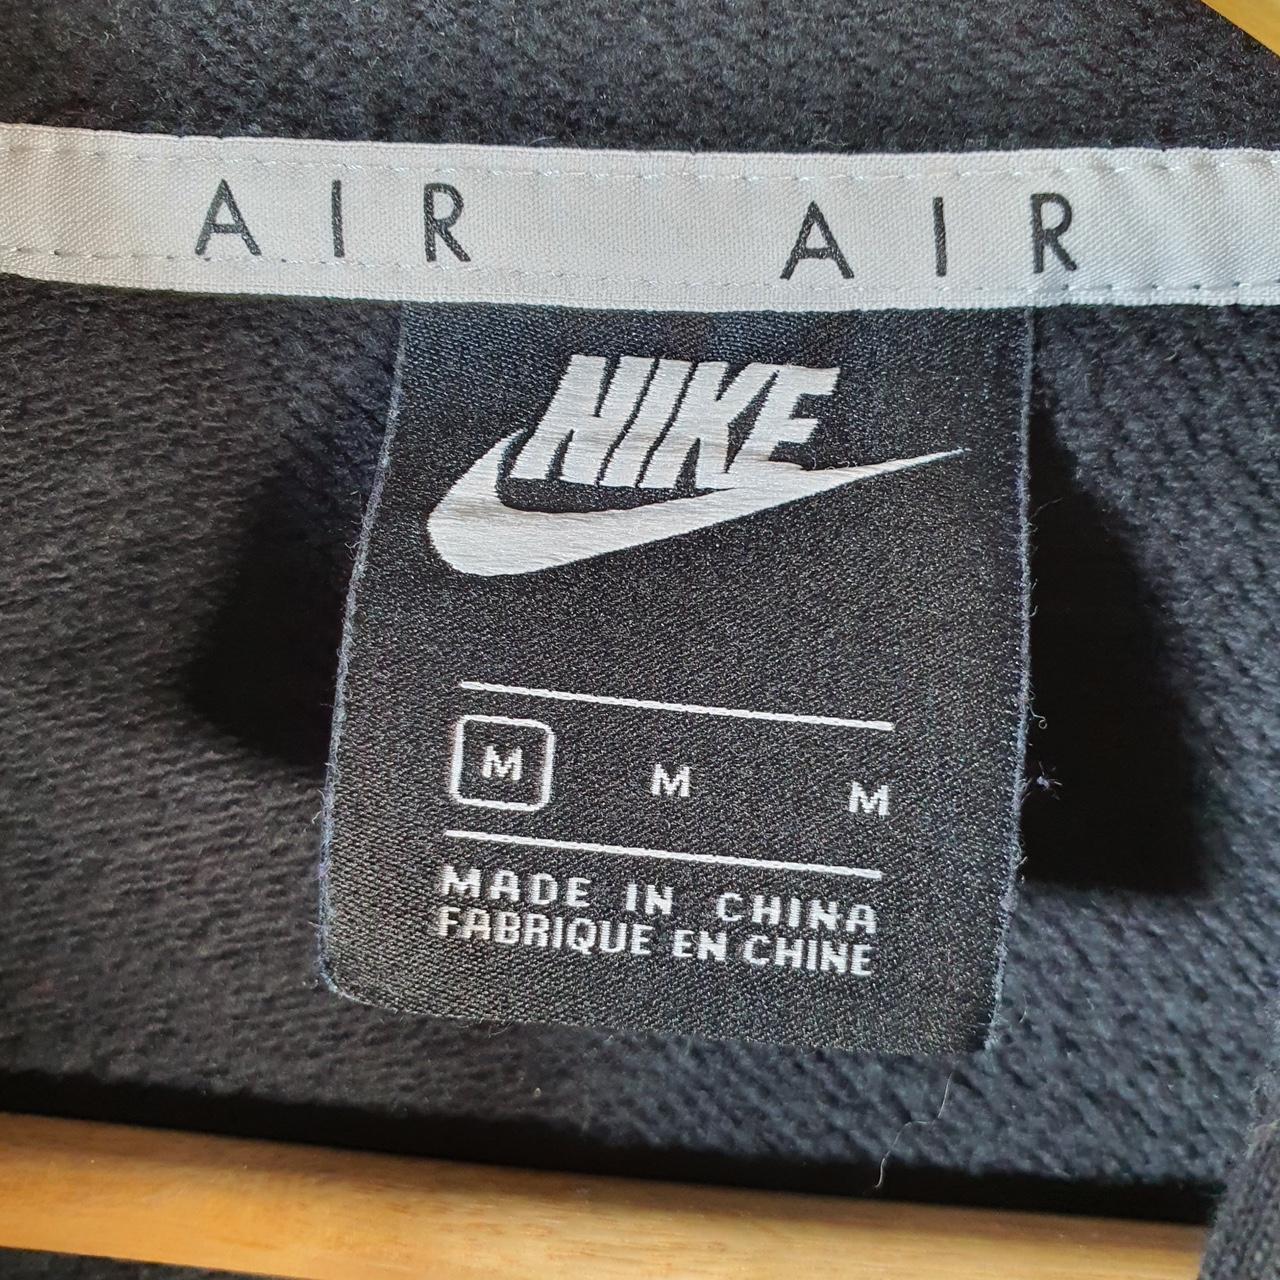 AIR AIR
NIKE
M M M
MADE IN CHINA
FABRIQUE EN CHINE